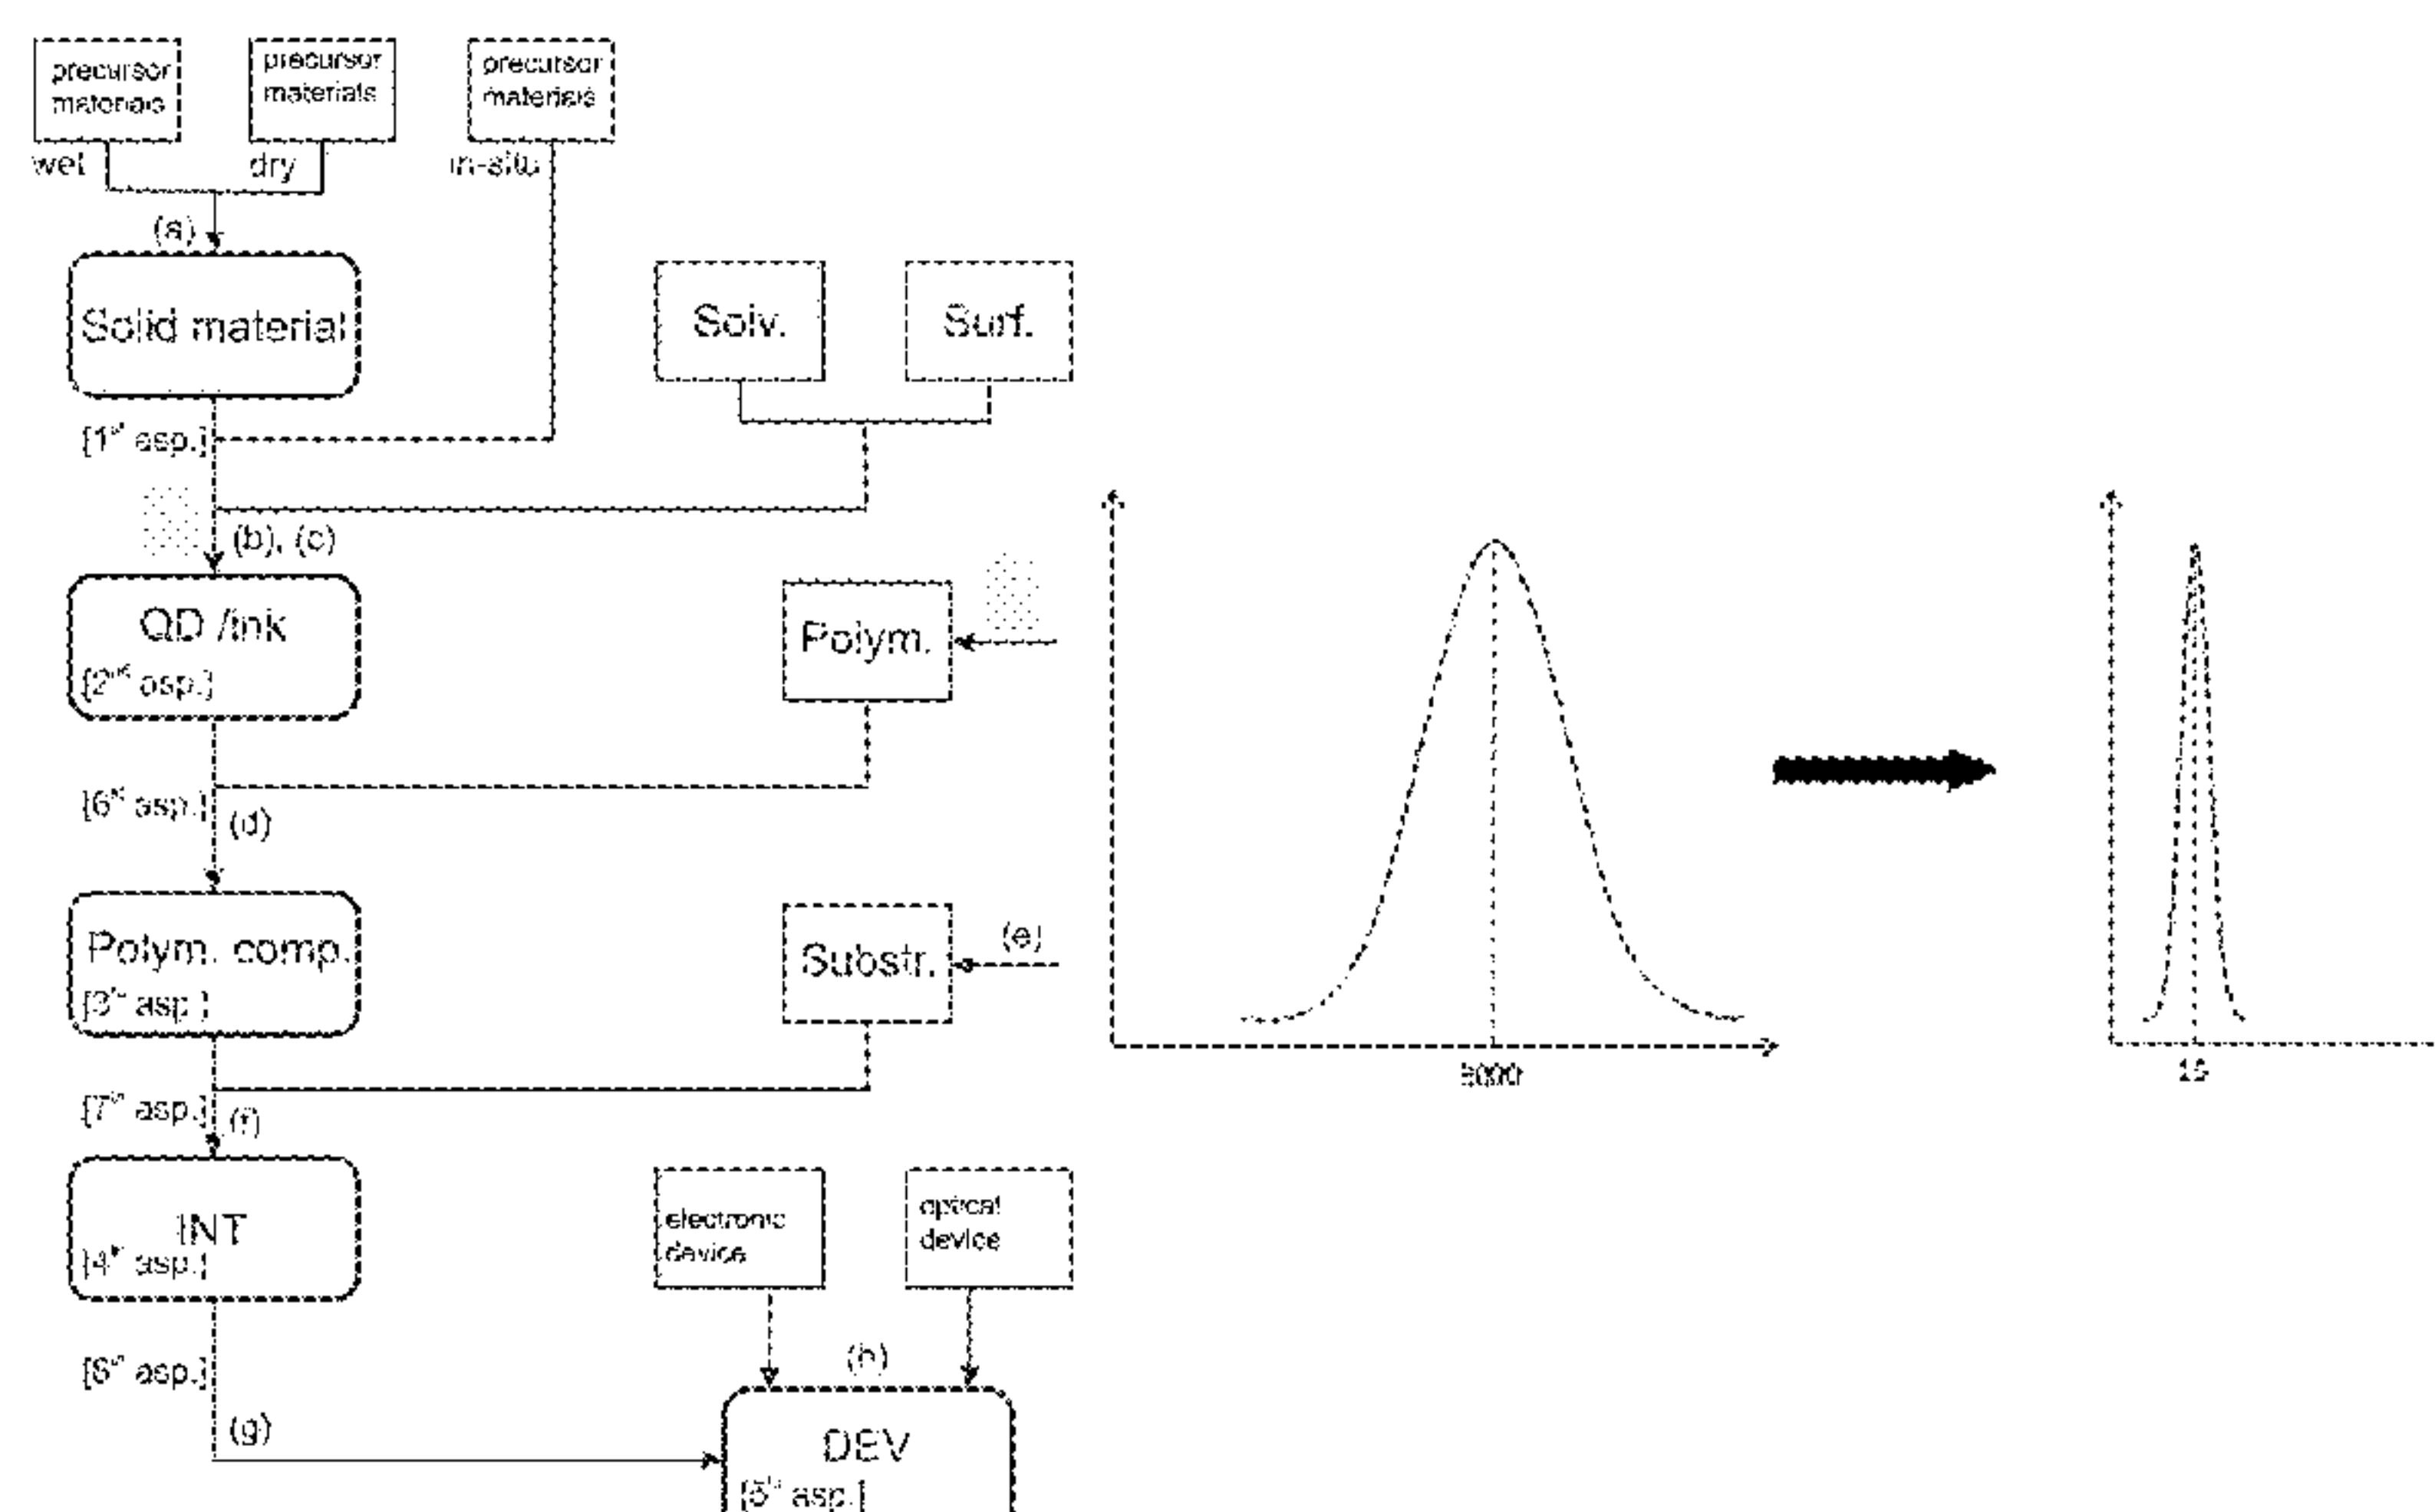 precursor
materials
precursor
materials
precursor
materials
wet
dry
in-situ
(a)
Solid material
Solv.
Surf.
[1st asp.]
(b), (c)
QD /Ink
[2nd asp.]
Polym.
[6th asp.]
(d)
Polym. comp.
[3rd asp.]
Substr.
(e)
[7th asp.]
(f)
INT
[4th asp.]
electronic
device
optical
device
[8th asp.]
(h)
(g)
DEV
[5th asp.]